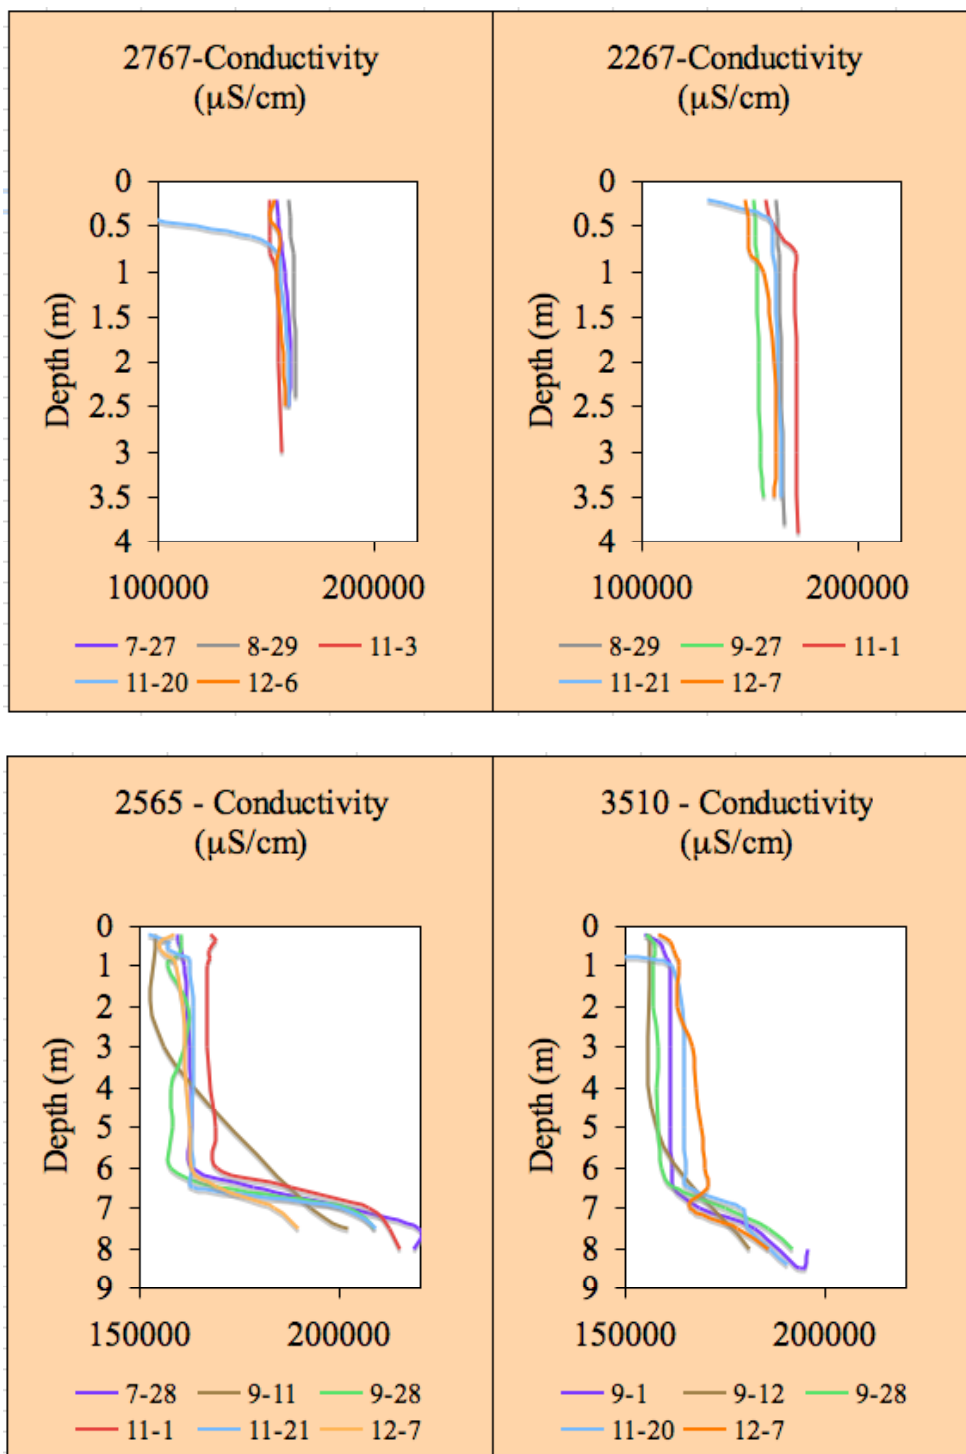 2767-Conductivity
(µS/cm)
0
0.5
1
1.5
2
2.5
3
3.5
4
Depth (m)
100000 200000
7-27 8-29 11-3
11-20 12-6
2267-Conductivity
(µS/cm)
0
0.5
1
1.5
2
2.5
3
3.5
4
Depth (m)
100000 200000
8-29 9-27 11-1
11-21 12-7
2565 - Conductivity
(µS/cm)
0
1
2
3
4
5
6
7
8
9
Depth (m)
150000 200000
7-28 9-11 9-28
11-1 11-21 12-7
3510 - Conductivity
(µS/cm)
0
1
2
3
4
5
6
7
8
9
Depth (m)
150000 200000
9-1 9-12 9-28
11-20 12-7